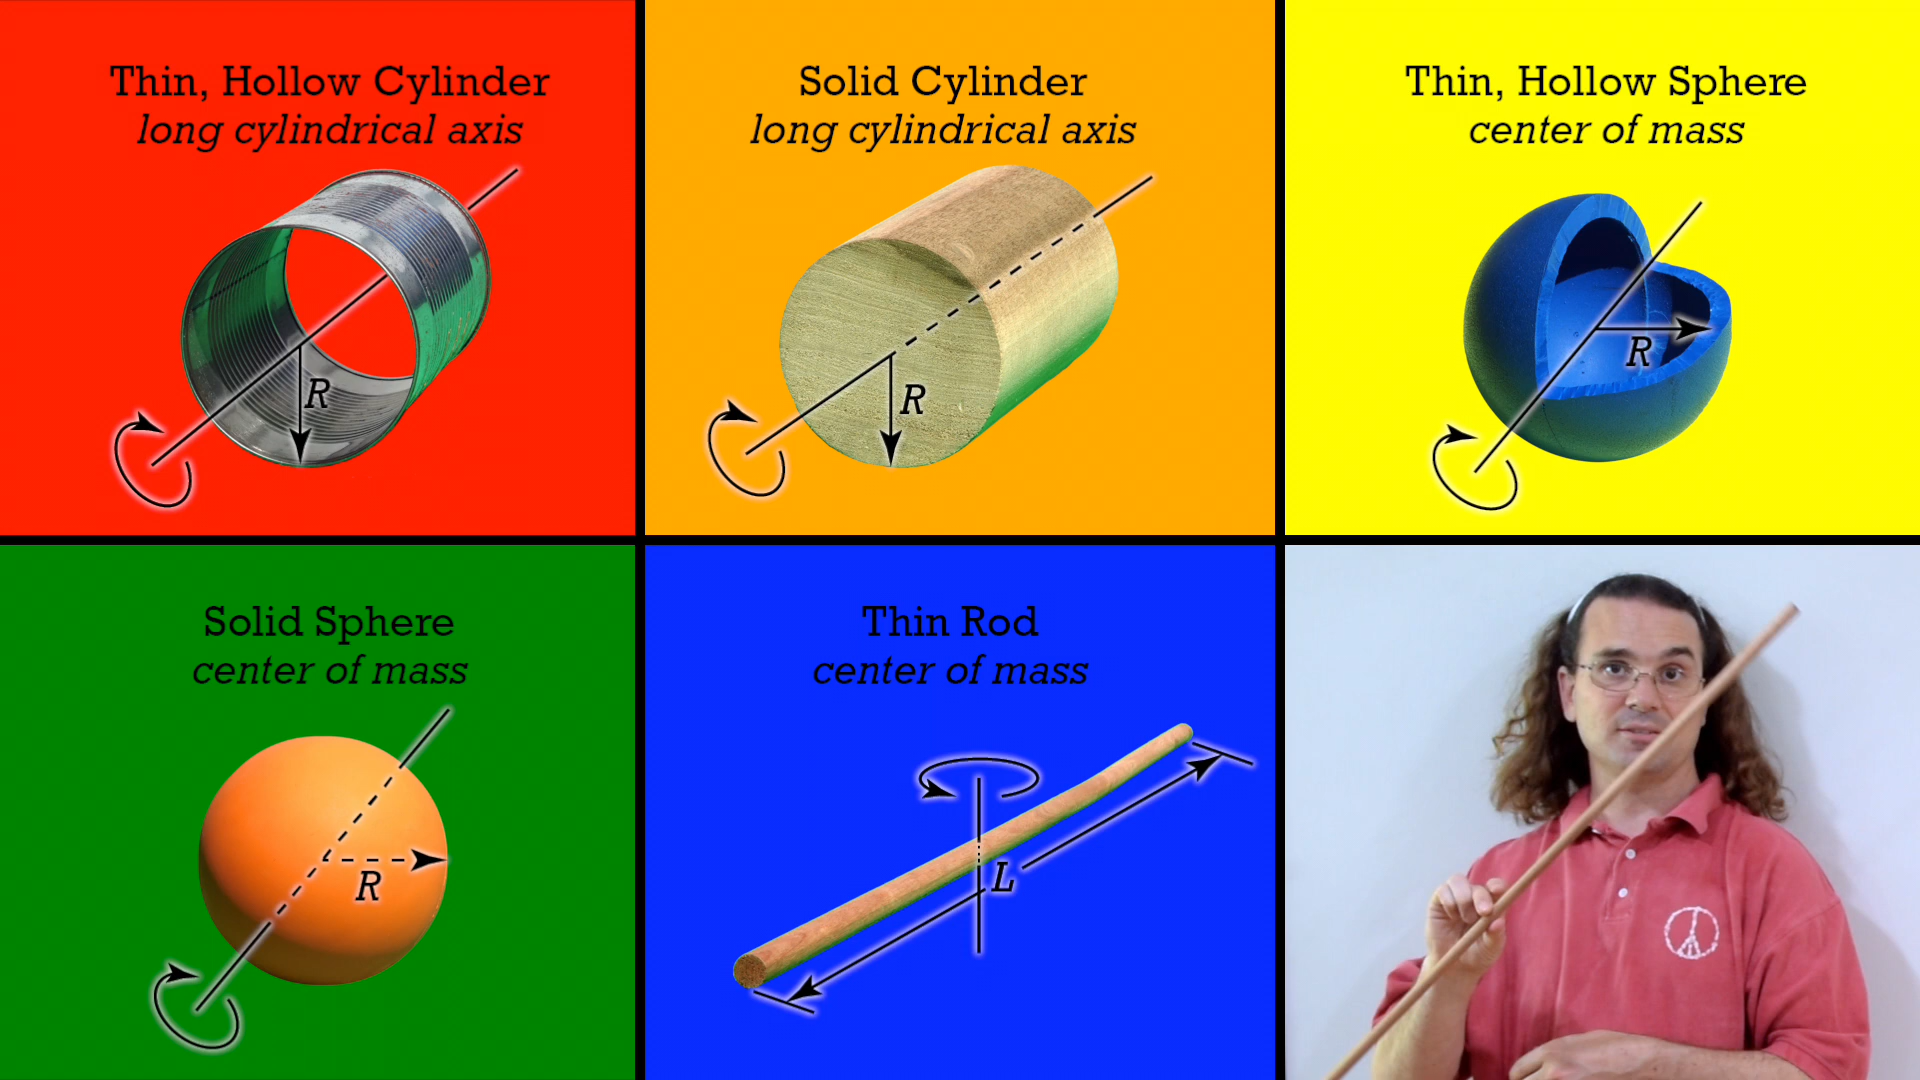 Thin, Hollow Cylinder
long cylindrical axis
R
Solid Cylinder
long cylindrical axis
R
Thin, Hollow Sphere
center of mass
R
Solid Sphere
center of mass
R
Thin Rod
center of mass
L